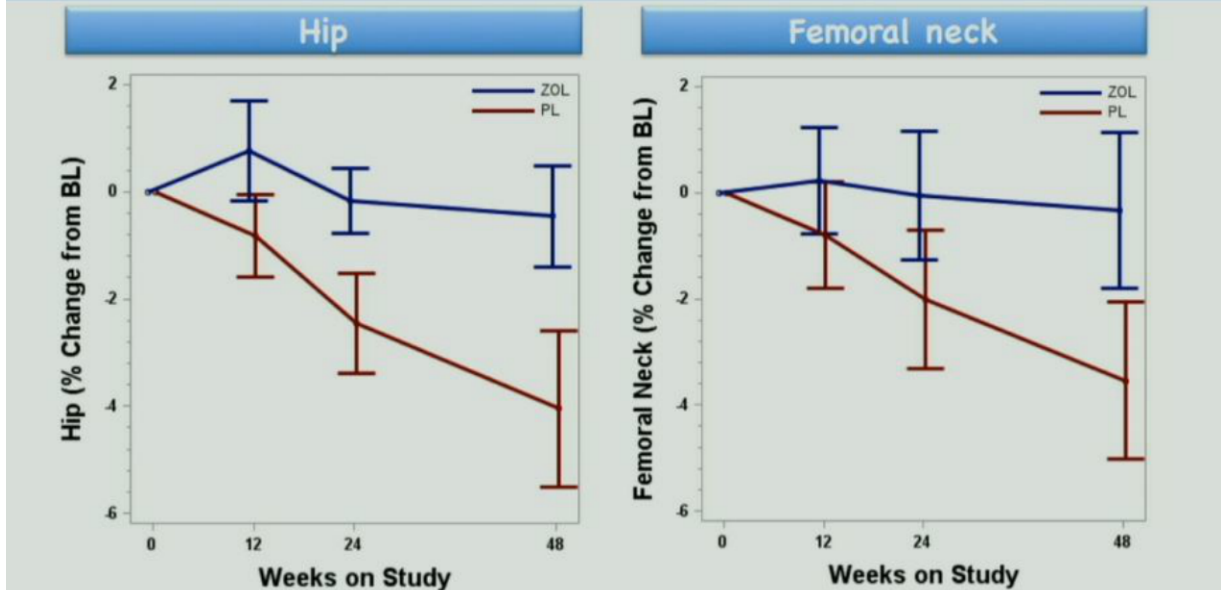 Hip
Hip (% Change from BL)
2
0
-2
-4
-6
ZOL
PL
0 12 24 48
Weeks on Study
Femoral neck
Femoral Neck (% Change from BL)
2
0
-2
-4
-6
ZOL
PL
0 12 24 48
Weeks on Study